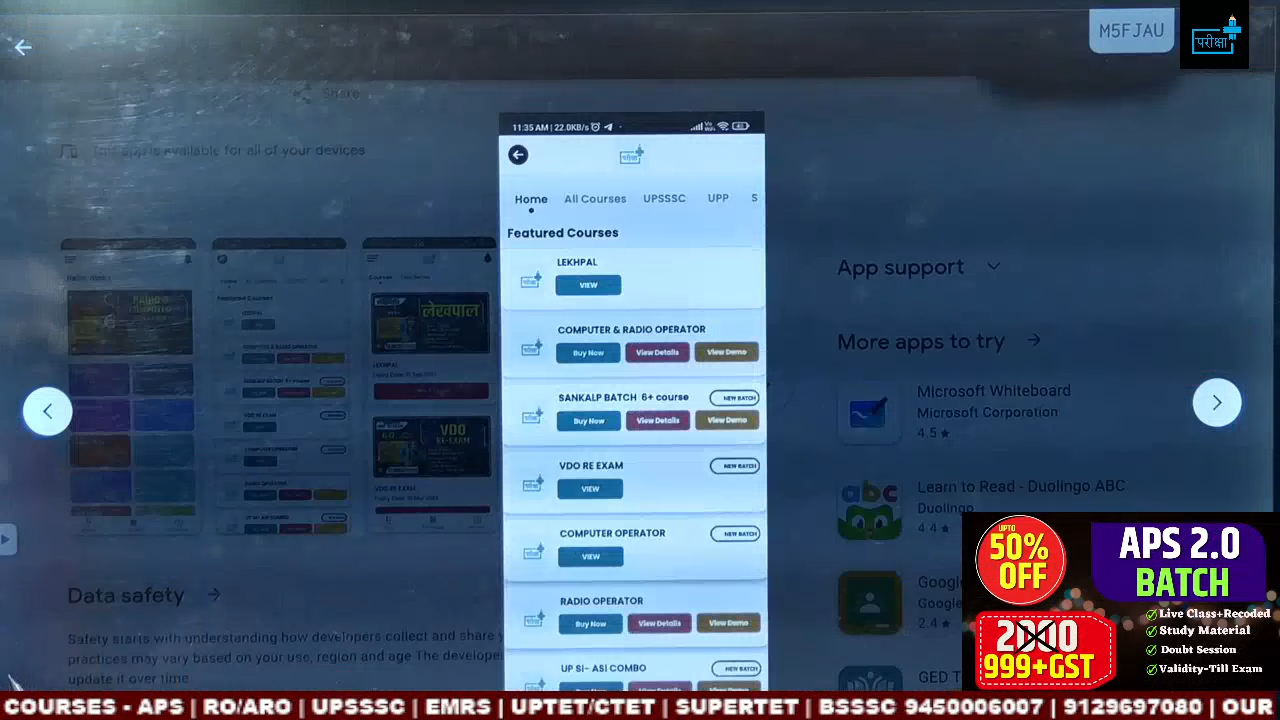 M5FJAU
परीक्षा
Share
This app is available for all of your devices
11:35 AM | 22.0KB/s
परीक्षा
Home All Courses UPSSSC UPP S
Featured Courses
LEKHPAL
VIEW
COMPUTER & RADIO OPERATOR
Buy Now View Details View Demo
SANKALP BATCH 6+ course NEW BATCH
Buy Now View Details View Demo
VDO RE EXAM NEW BATCH
VIEW
COMPUTER OPERATOR NEW BATCH
VIEW
RADIO OPERATOR
Buy Now View Details View Demo
UP SI- ASI COMBO NEW BATCH
लेखपाल
VDO
RE-EXAM
App support
More apps to try
Microsoft Whiteboard
Microsoft Corporation
4.5
Learn to Read - Duolingo ABC
Duolingo
4.4
Google
2.4
GED T
Data safety
Safety starts with understanding how developers collect and share y
practices may vary based on your use, region and age The develope
update it over time
UPTO
50%
OFF
2000
999+GST
APS 2.0
BATCH
Live Class+Recoded
Study Material
Doubt Session
Validity-Till Exam
COURSES - APS | RO/ARO | UPSSSC | EMRS | UPTET/CTET | SUPERTET | BSSSC 9450006007 | 9129697080 | OUR